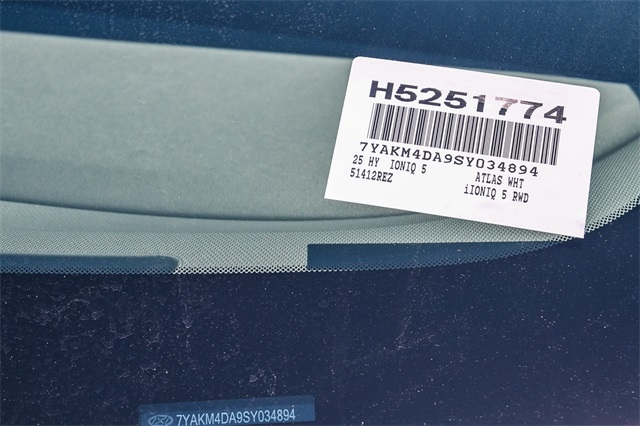 H5251774
7YAKM4DA9SY034894
25 HY IONIQ 5 ATLAS WHT
51412REZ iIONIQ 5 RWD
7YAKM4DA9SY034894